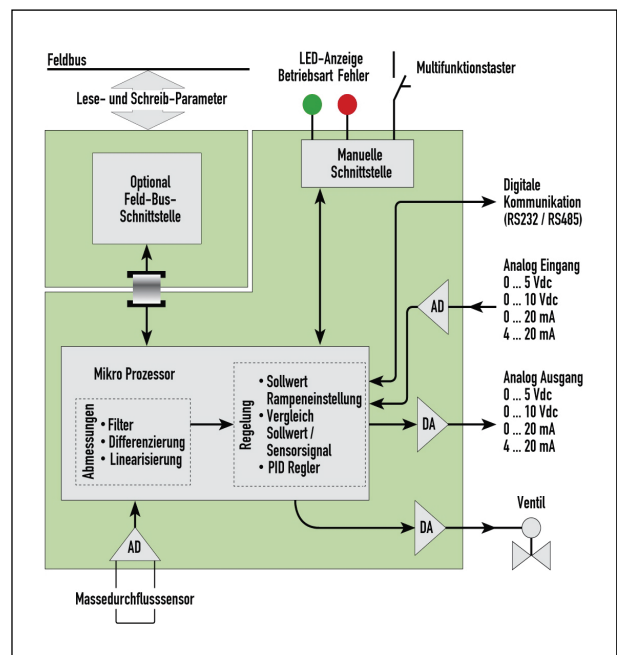 Feldbus
Lese- und Schreib-Parameter
LED-Anzeige
Betriebsart Fehler
Multifunktionstaster
Optional
Feld-Bus-
Schnittstelle
Manuelle
Schnittstelle
Digitale
Kommunikation
(RS232 / RS485)
Analog Eingang
0 ... 5 Vdc
0 ... 10 Vdc
0 ... 20 mA
4 ... 20 mA
AD
Mikro Prozessor
Abmessungen
• Filter
• Differenzierung
• Linearisierung
Regelung
• Sollwert
Rampeneinstellung
• Vergleich
Sollwert /
Sensorsignal
• PID Regler
Analog Ausgang
0 ... 5 Vdc
0 ... 10 Vdc
0 ... 20 mA
4 ... 20 mA
DA
Ventil
DA
AD
Massedurchflusssensor